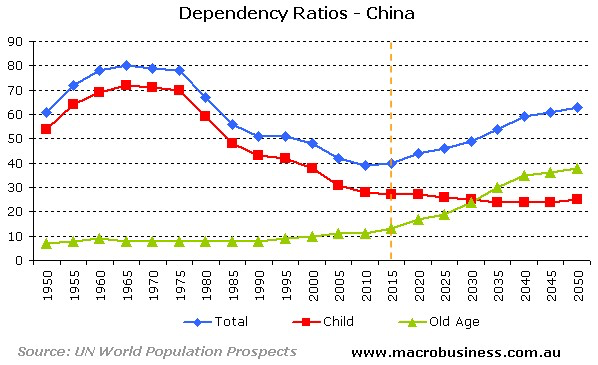 Dependency Ratios - China
90
80
70
60
50
40
30
20
10
0
1950 1955 1960 1965 1970 1975 1980 1985 1990 1995 2000 2005 2010 2015 2020 2025 2030 2035 2040 2045 2050
Total Child Old Age
Source: UN World Population Prospects www.macrobusiness.com.au